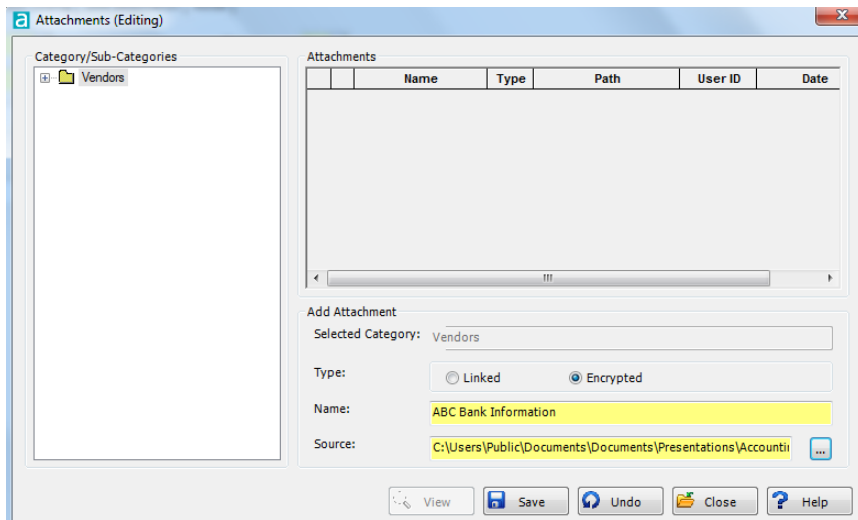 Attachments (Editing)
Category/Sub-Categories
Vendors
Attachments
Name Type Path User ID Date
Add Attachment
Selected Category: Vendors
Type: Linked Encrypted
Name: ABC Bank Information
Source: C:\Users\Public\Documents\Documents\Presentations\Accounti ...
View Save Undo Close Help